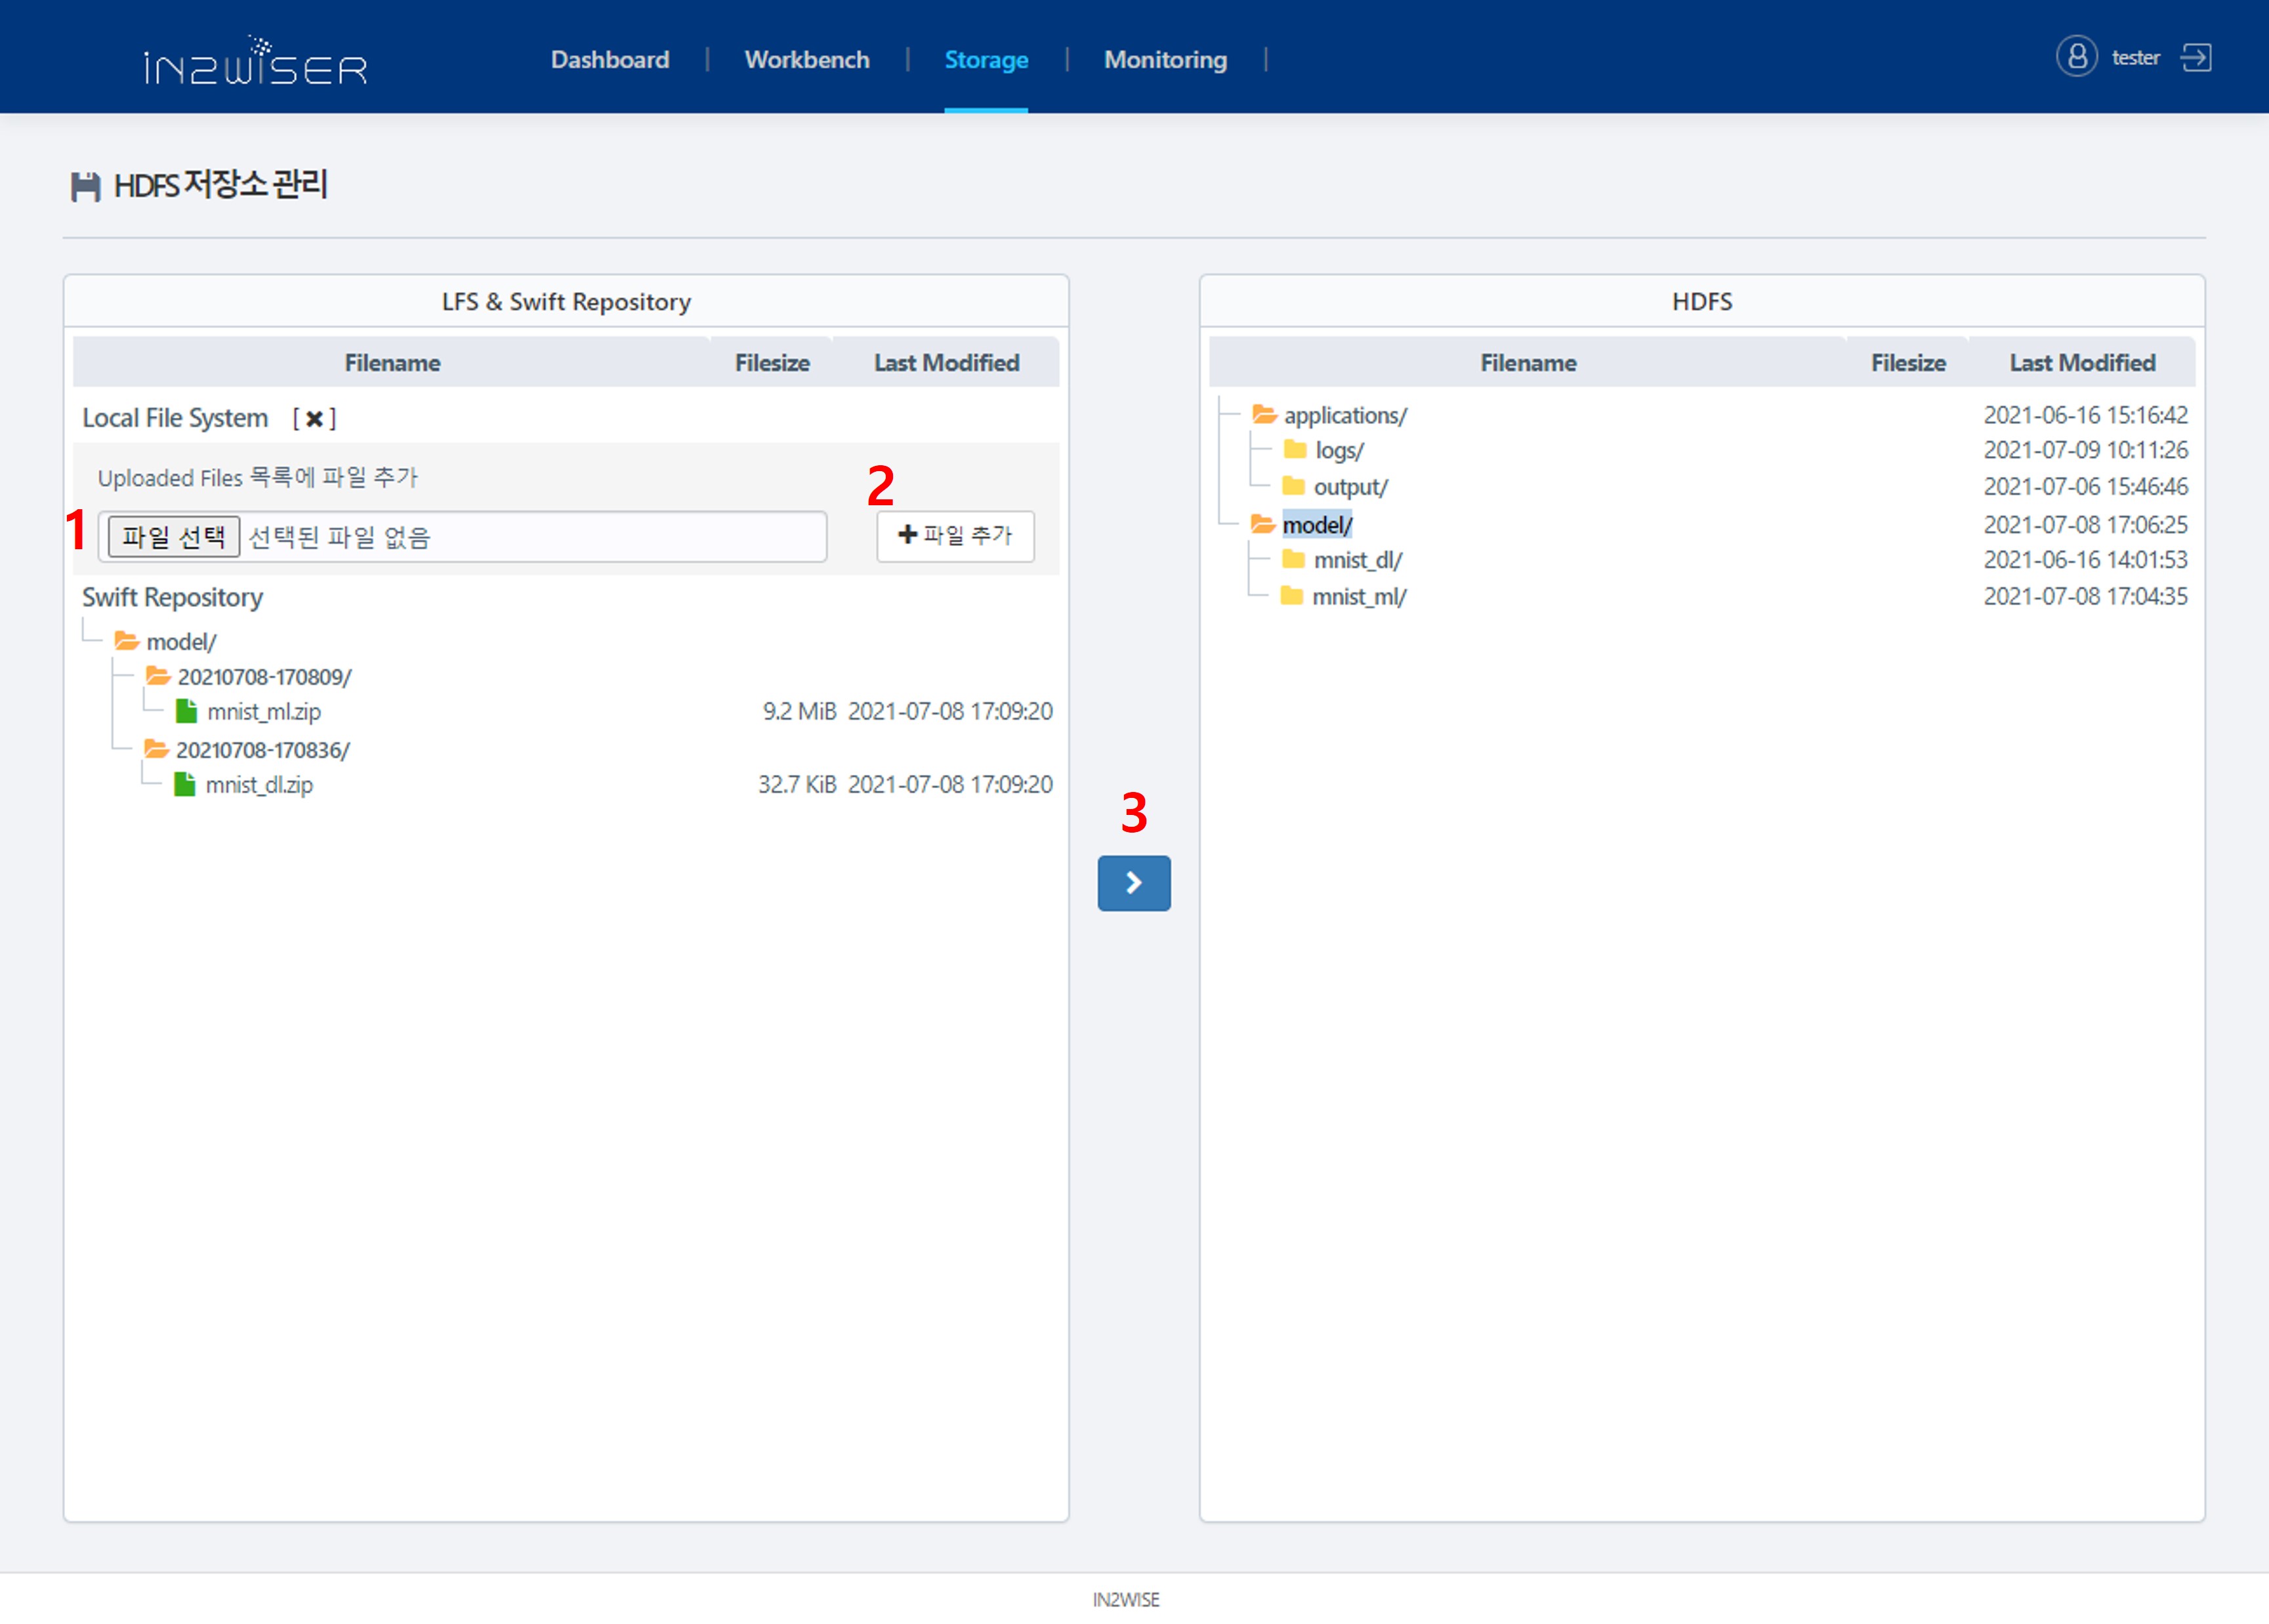 iN2WiSER
Dashboard | Workbench | Storage | Monitoring |
tester
HDFS 저장소 관리
LFS & Swift Repository
Filename Filesize Last Modified
Local File System [✖]
Uploaded Files 목록에 파일 추가
1
파일 선택 선택된 파일 없음
2
+ 파일 추가
Swift Repository
model/
20210708-170809/
mnist_ml.zip 9.2 MiB 2021-07-08 17:09:20
20210708-170836/
mnist_dl.zip 32.7 KiB 2021-07-08 17:09:20
3
HDFS
Filename Filesize Last Modified
applications/ 2021-06-16 15:16:42
logs/ 2021-07-09 10:11:26
output/ 2021-07-06 15:46:46
model/ 2021-07-08 17:06:25
mnist_dl/ 2021-06-16 14:01:53
mnist_ml/ 2021-07-08 17:04:35
IN2WISE